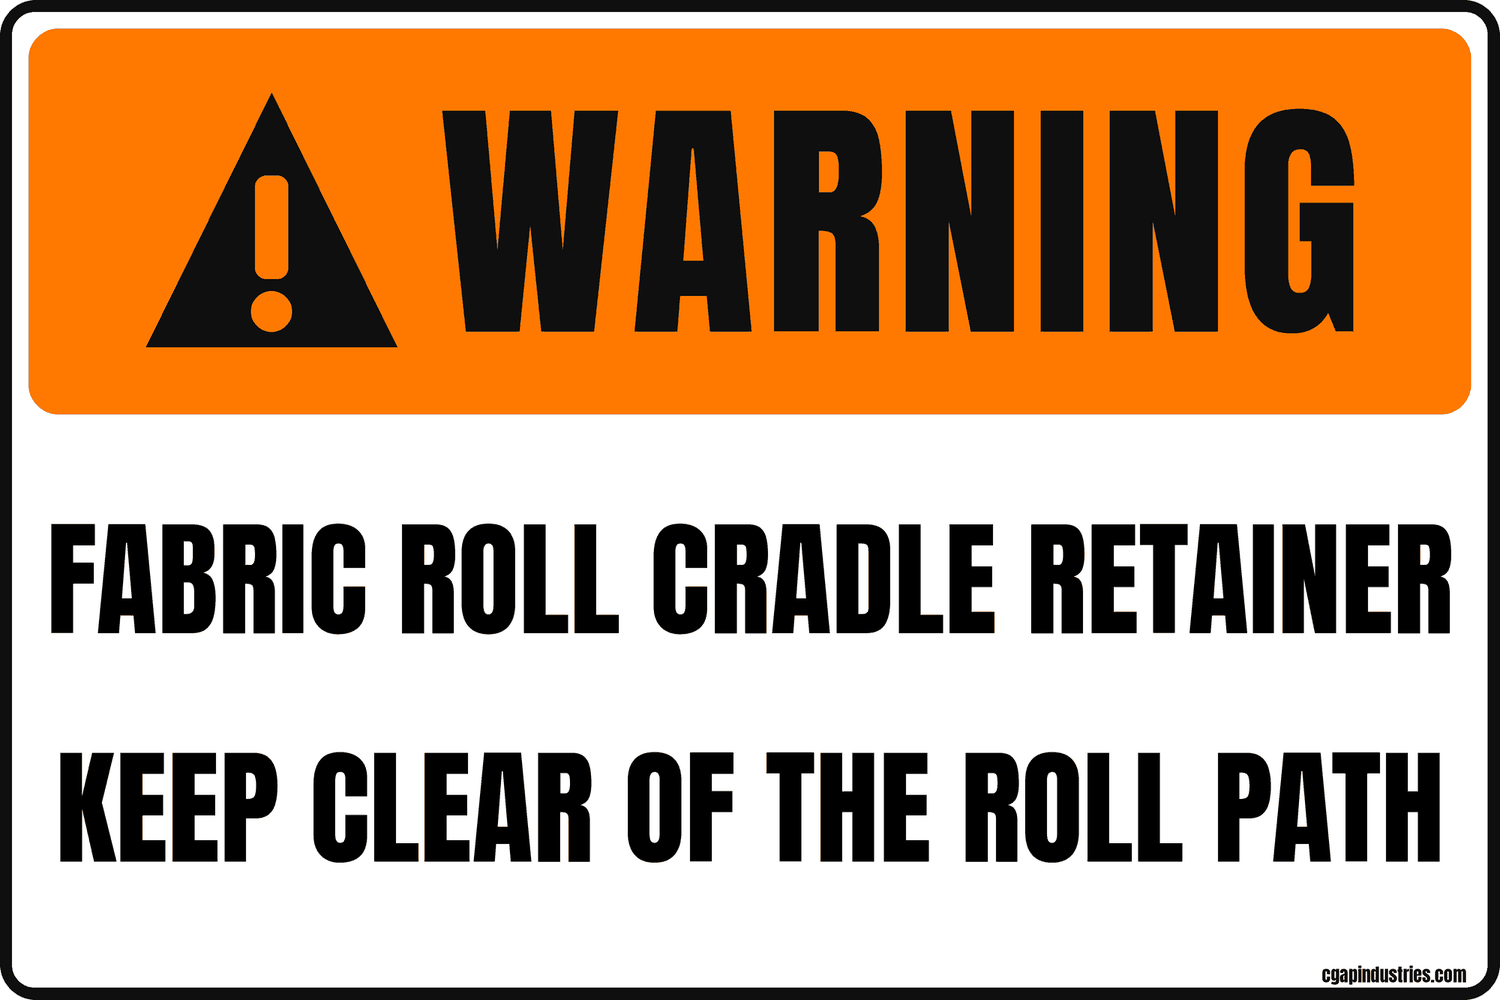 WARNING
FABRIC ROLL CRADLE RETAINER
KEEP CLEAR OF THE ROLL PATH
cgapindustries.com